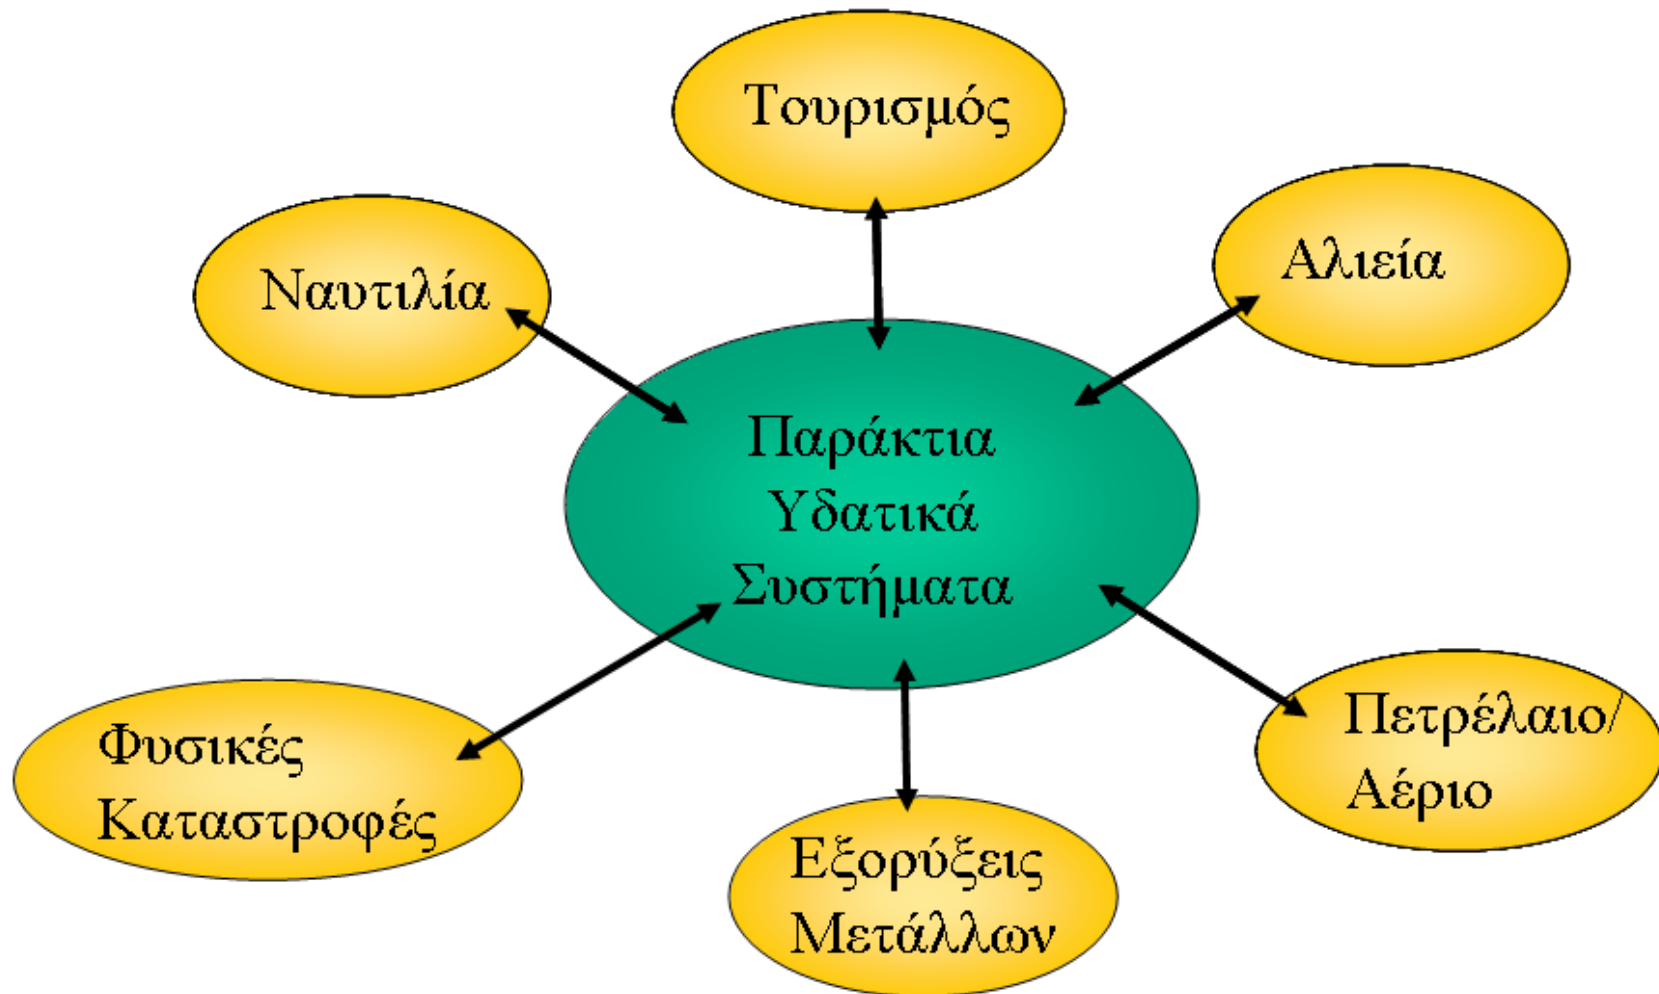 Τουρισμός
Ναυτιλία
Αλιεία
Παράκτια
Υδατικά
Συστήματα
Φυσικές
Καταστροφές
Εξορύξεις
Μετάλλων
Πετρέλαιο/
Αέριο